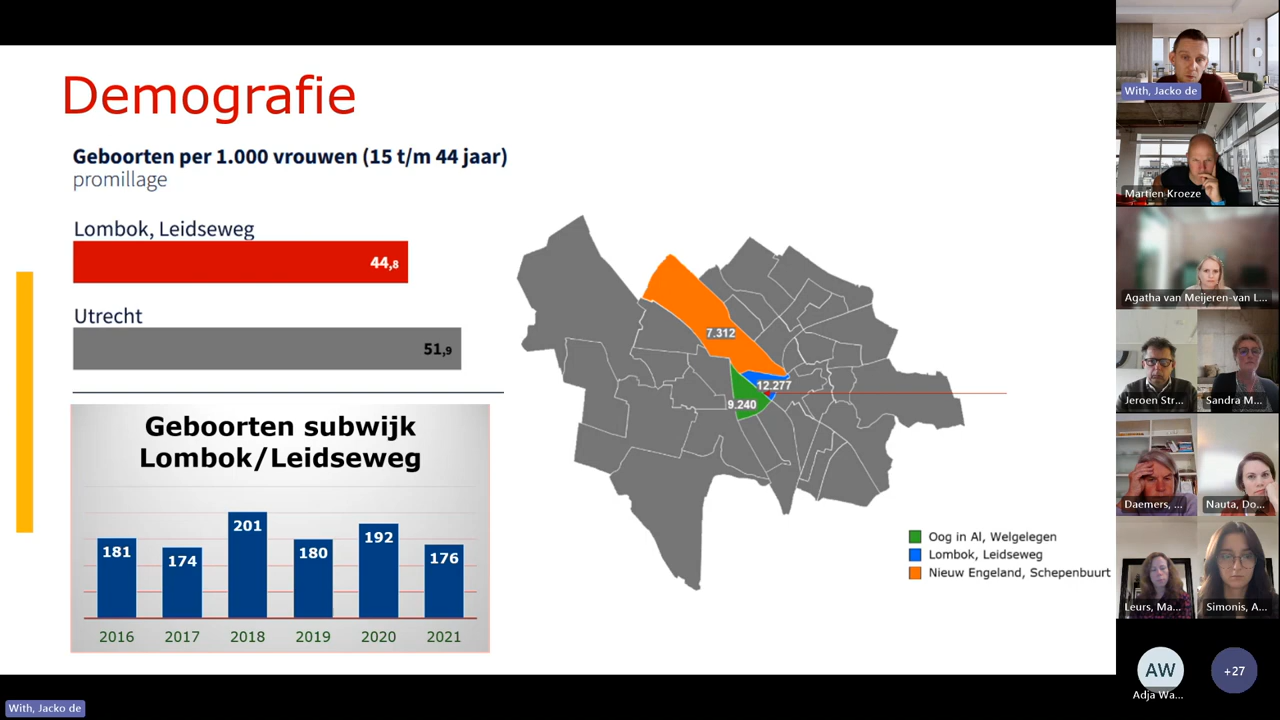 Demografie
Geboorten per 1.000 vrouwen (15 t/m 44 jaar)
promillage
Lombok, Leidseweg
44,8
Utrecht
51,9
Geboorten subwijk
Lombok/Leidseweg
181
174
201
180
192
176
2016
2017
2018
2019
2020
2021
7.312
12.277
9.240
Oog in Al, Welgelegen
Lombok, Leidseweg
Nieuw Engeland, Schepenbuurt
With, Jacko de
Martien Kroeze
Agatha van Meijeren-van L...
Jeroen Str...
Sandra M...
Daemers, ...
Nauta, Do...
Leurs, Ma...
Simonis, A...
AW
Adja Wa...
+27
With, Jacko de